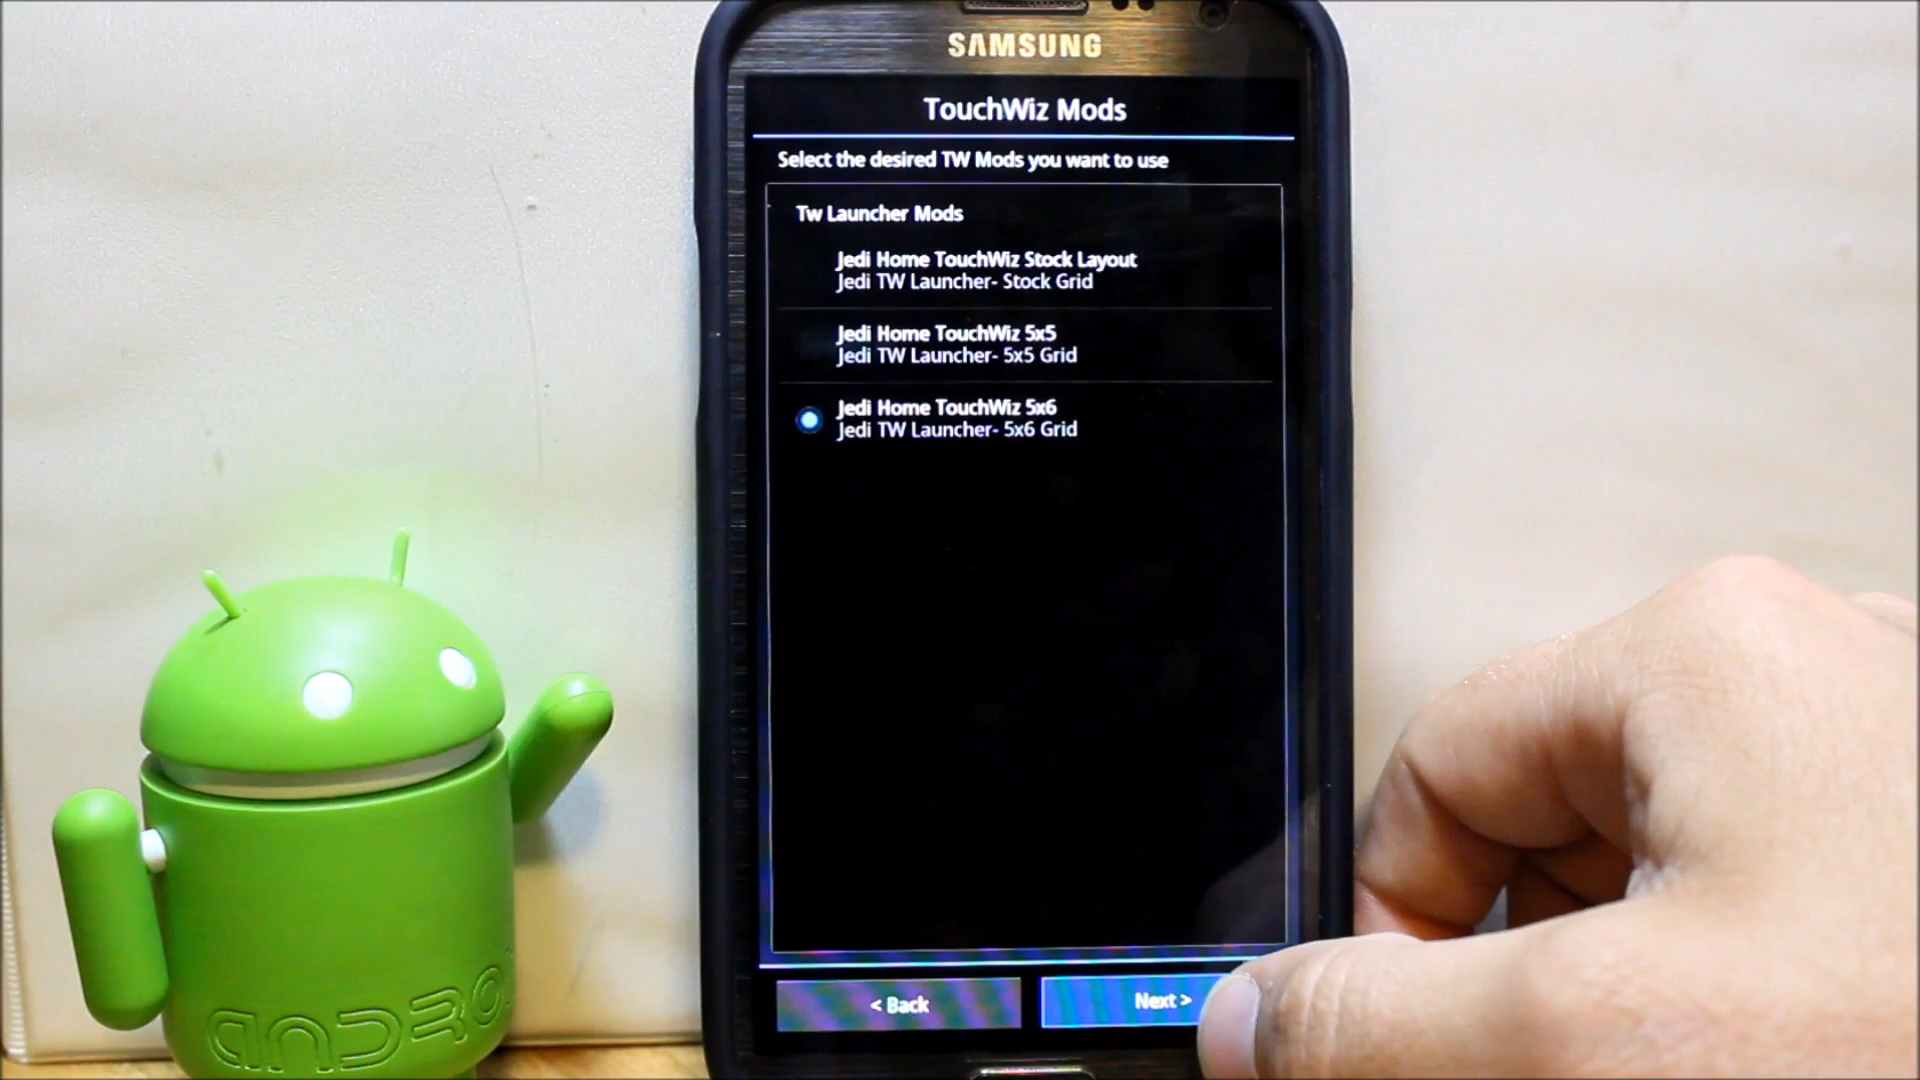 SAMSUNG
TouchWiz Mods
Select the desired TW Mods you want to use
Tw Launcher Mods
Jedi Home TouchWiz Stock Layout
Jedi TW Launcher- Stock Grid
Jedi Home TouchWiz 5x5
Jedi TW Launcher- 5x5 Grid
Jedi Home TouchWiz 5x6
Jedi TW Launcher- 5x6 Grid
< Back
Next >
ANDRO